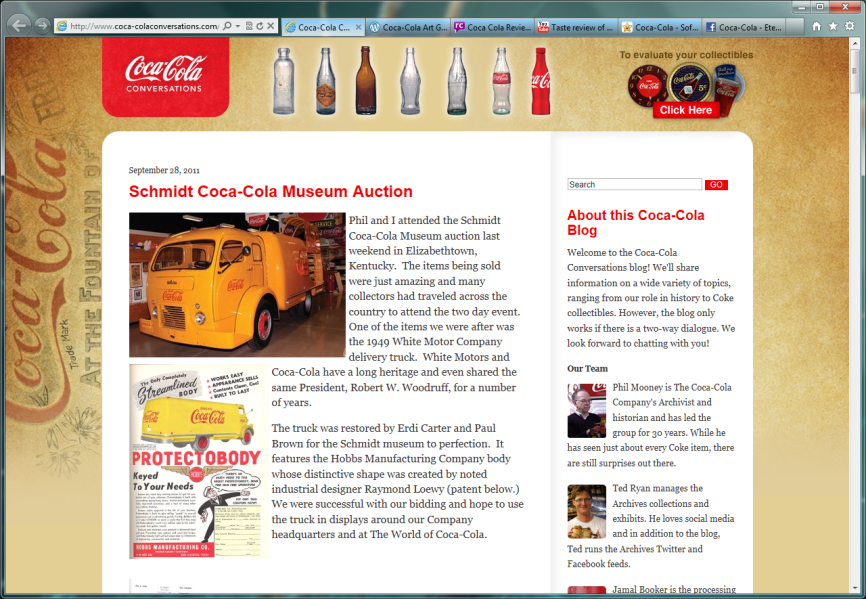 http://www.coca-colaconversations.com/
Coca-Cola C...
Coca-Cola Art G...
Coca Cola Revie...
Taste review of ...
Coca-Cola - Sof...
Coca-Cola - Ete...
Coca-Cola
CONVERSATIONS
To evaluate your collectibles
Click Here
Coca-Cola
Trade Mark
AT THE FOUNTAIN OF
September 28, 2011
Schmidt Coca-Cola Museum Auction
Phil and I attended the Schmidt
Coca-Cola Museum auction last
weekend in Elizabethtown,
Kentucky. The items being sold
were just amazing and many
collectors had traveled across the
country to attend the two day event.
One of the items we were after was
the 1949 White Motor Company
delivery truck. White Motors and
Coca-Cola have a long heritage and even shared the
same President, Robert W. Woodruff, for a number
of years.
The Only Completely
Streamlined
BODY
WORKS EASY
APPEARANCE SELLS
BUILT TO LAST
Coca-Cola
PROTECTOBODY
Keyed
To Your Needs
HOBBS MANUFACTURING CO.
The truck was restored by Erdi Carter and Paul
Brown for the Schmidt museum to perfection. It
features the Hobbs Manufacturing Company body
whose distinctive shape was created by noted
industrial designer Raymond Loewy (patent below.)
We were successful with our bidding and hope to use
the truck in displays around our Company
headquarters and at The World of Coca-Cola.
Search
GO
About this Coca-Cola
Blog
Welcome to the Coca-Cola
Conversations blog! We'll share
information on a wide variety of topics,
ranging from our role in history to Coke
collectibles. However, the blog only
works if there is a two-way dialogue. We
look forward to chatting with you!
Our Team
Phil Mooney is The Coca-Cola
Company's Archivist and
historian and has led the
group for 30 years. While he
has seen just about every Coke item, there
are still surprises out there.
Ted Ryan manages the
Archives collections and
exhibits. He loves social media
and in addition to the blog,
Ted runs the Archives Twitter and
Facebook feeds.
Jamal Booker is the processing